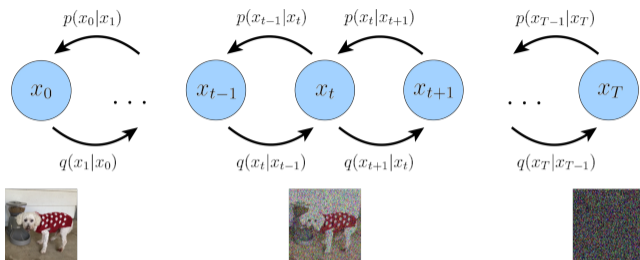 p(x_0|x_1) p(x_{t-1}|x_t) p(x_t|x_{t+1}) p(x_{T-1}|x_T)
x_0 ... x_{t-1} x_t x_{t+1} ... x_T
q(x_1|x_0) q(x_t|x_{t-1}) q(x_{t+1}|x_t) q(x_T|x_{T-1})